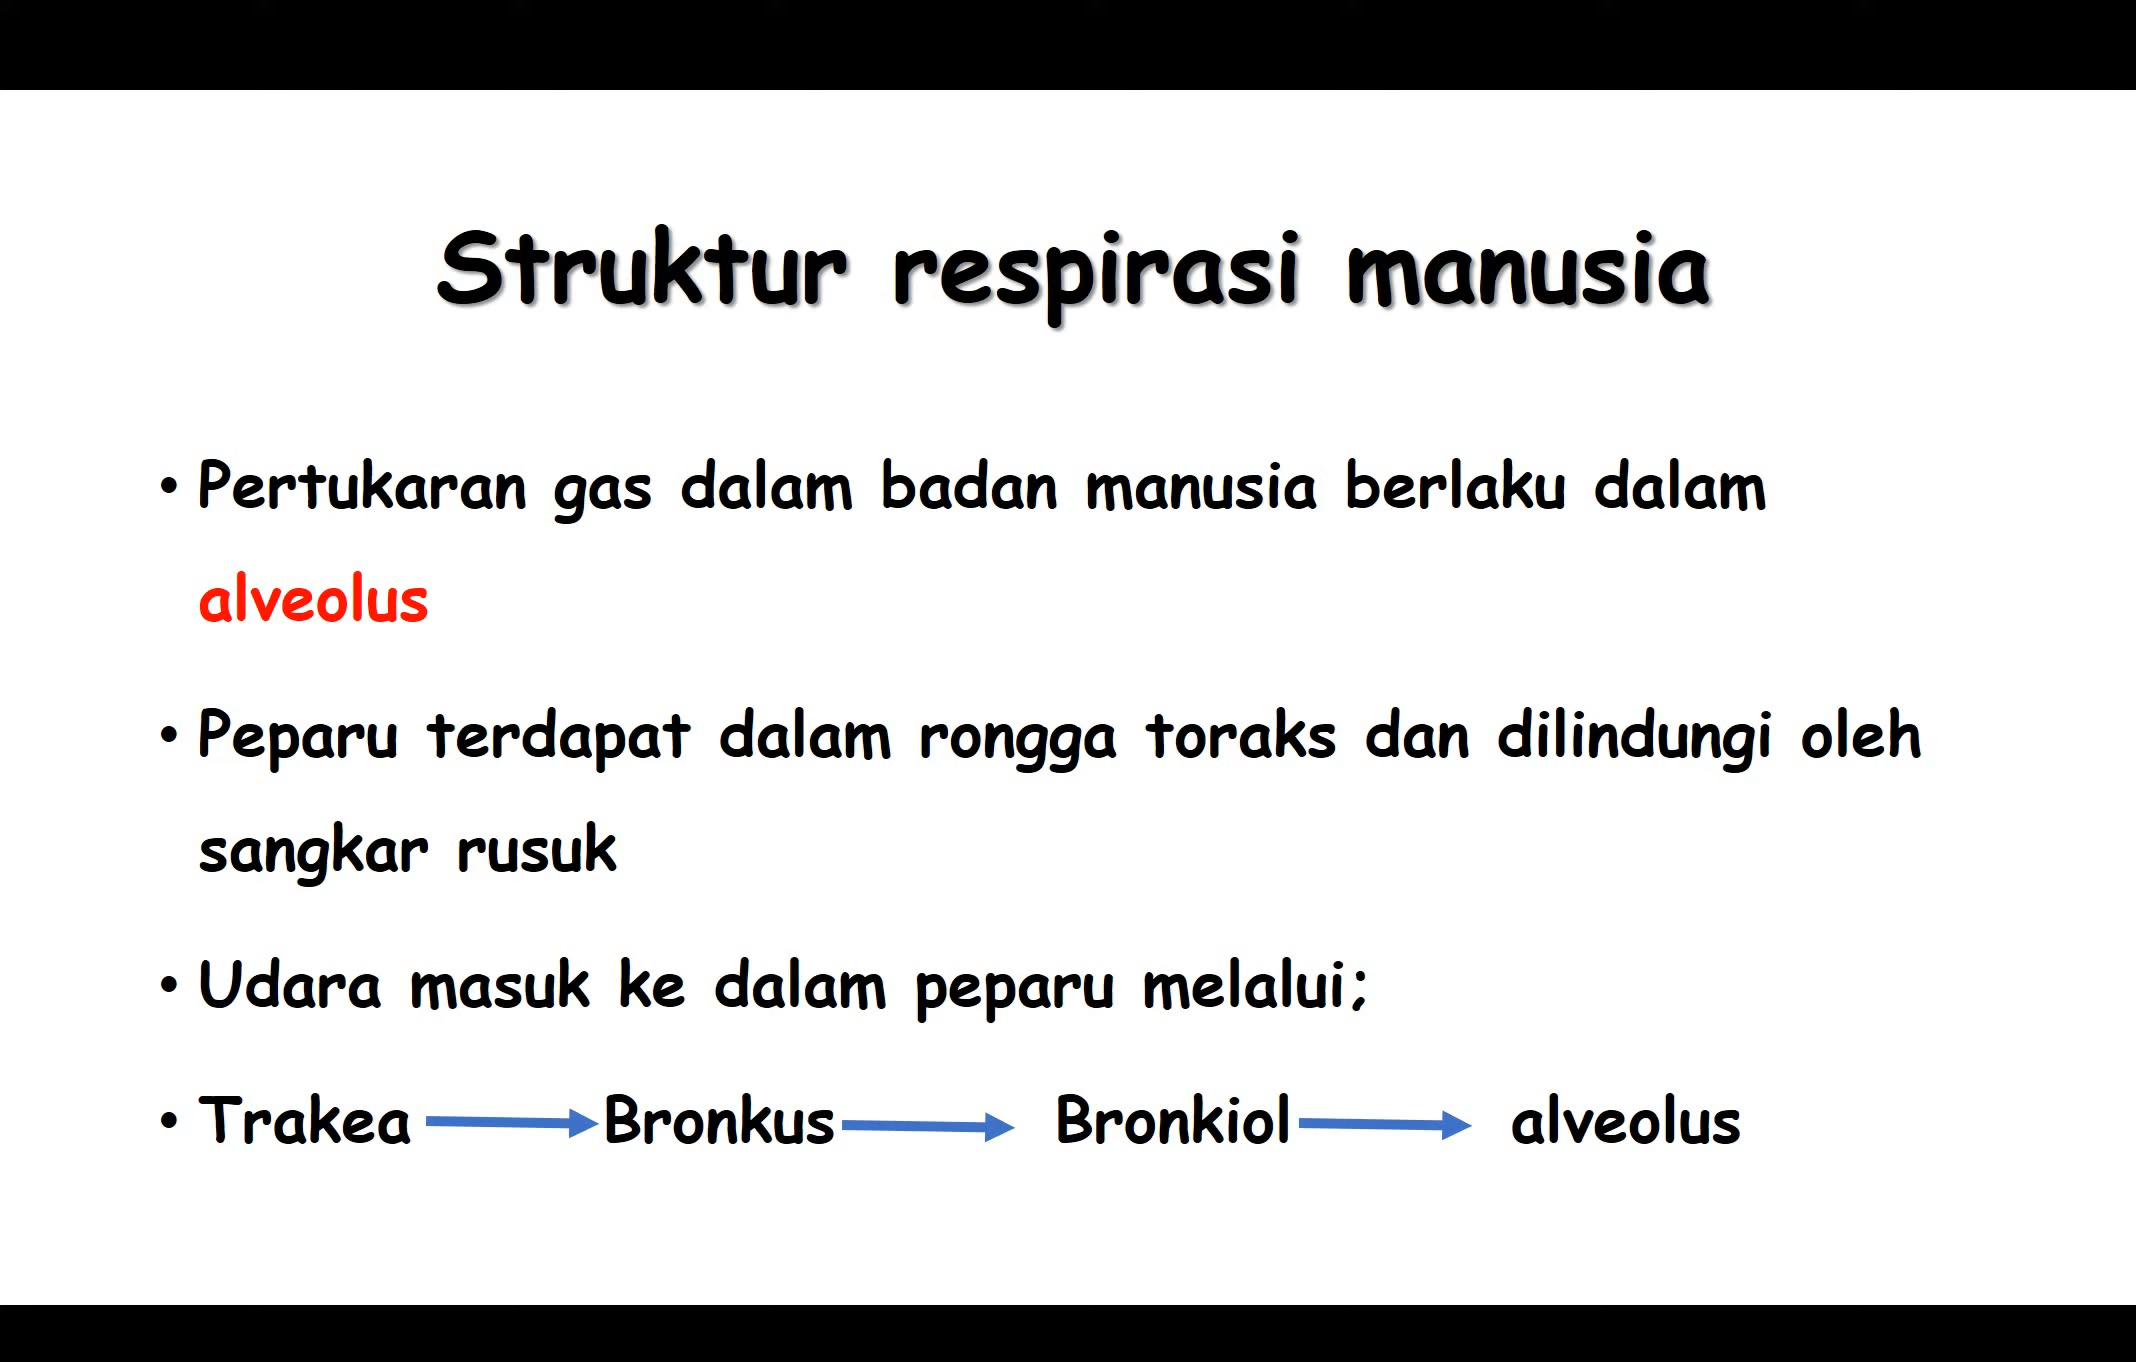 Struktur respirasi manusia
• Pertukaran gas dalam badan manusia berlaku dalam
alveolus
• Peparu terdapat dalam rongga toraks dan dilindungi oleh
sangkar rusuk
• Udara masuk ke dalam peparu melalui;
• Trakea → Bronkus → Bronkiol → alveolus